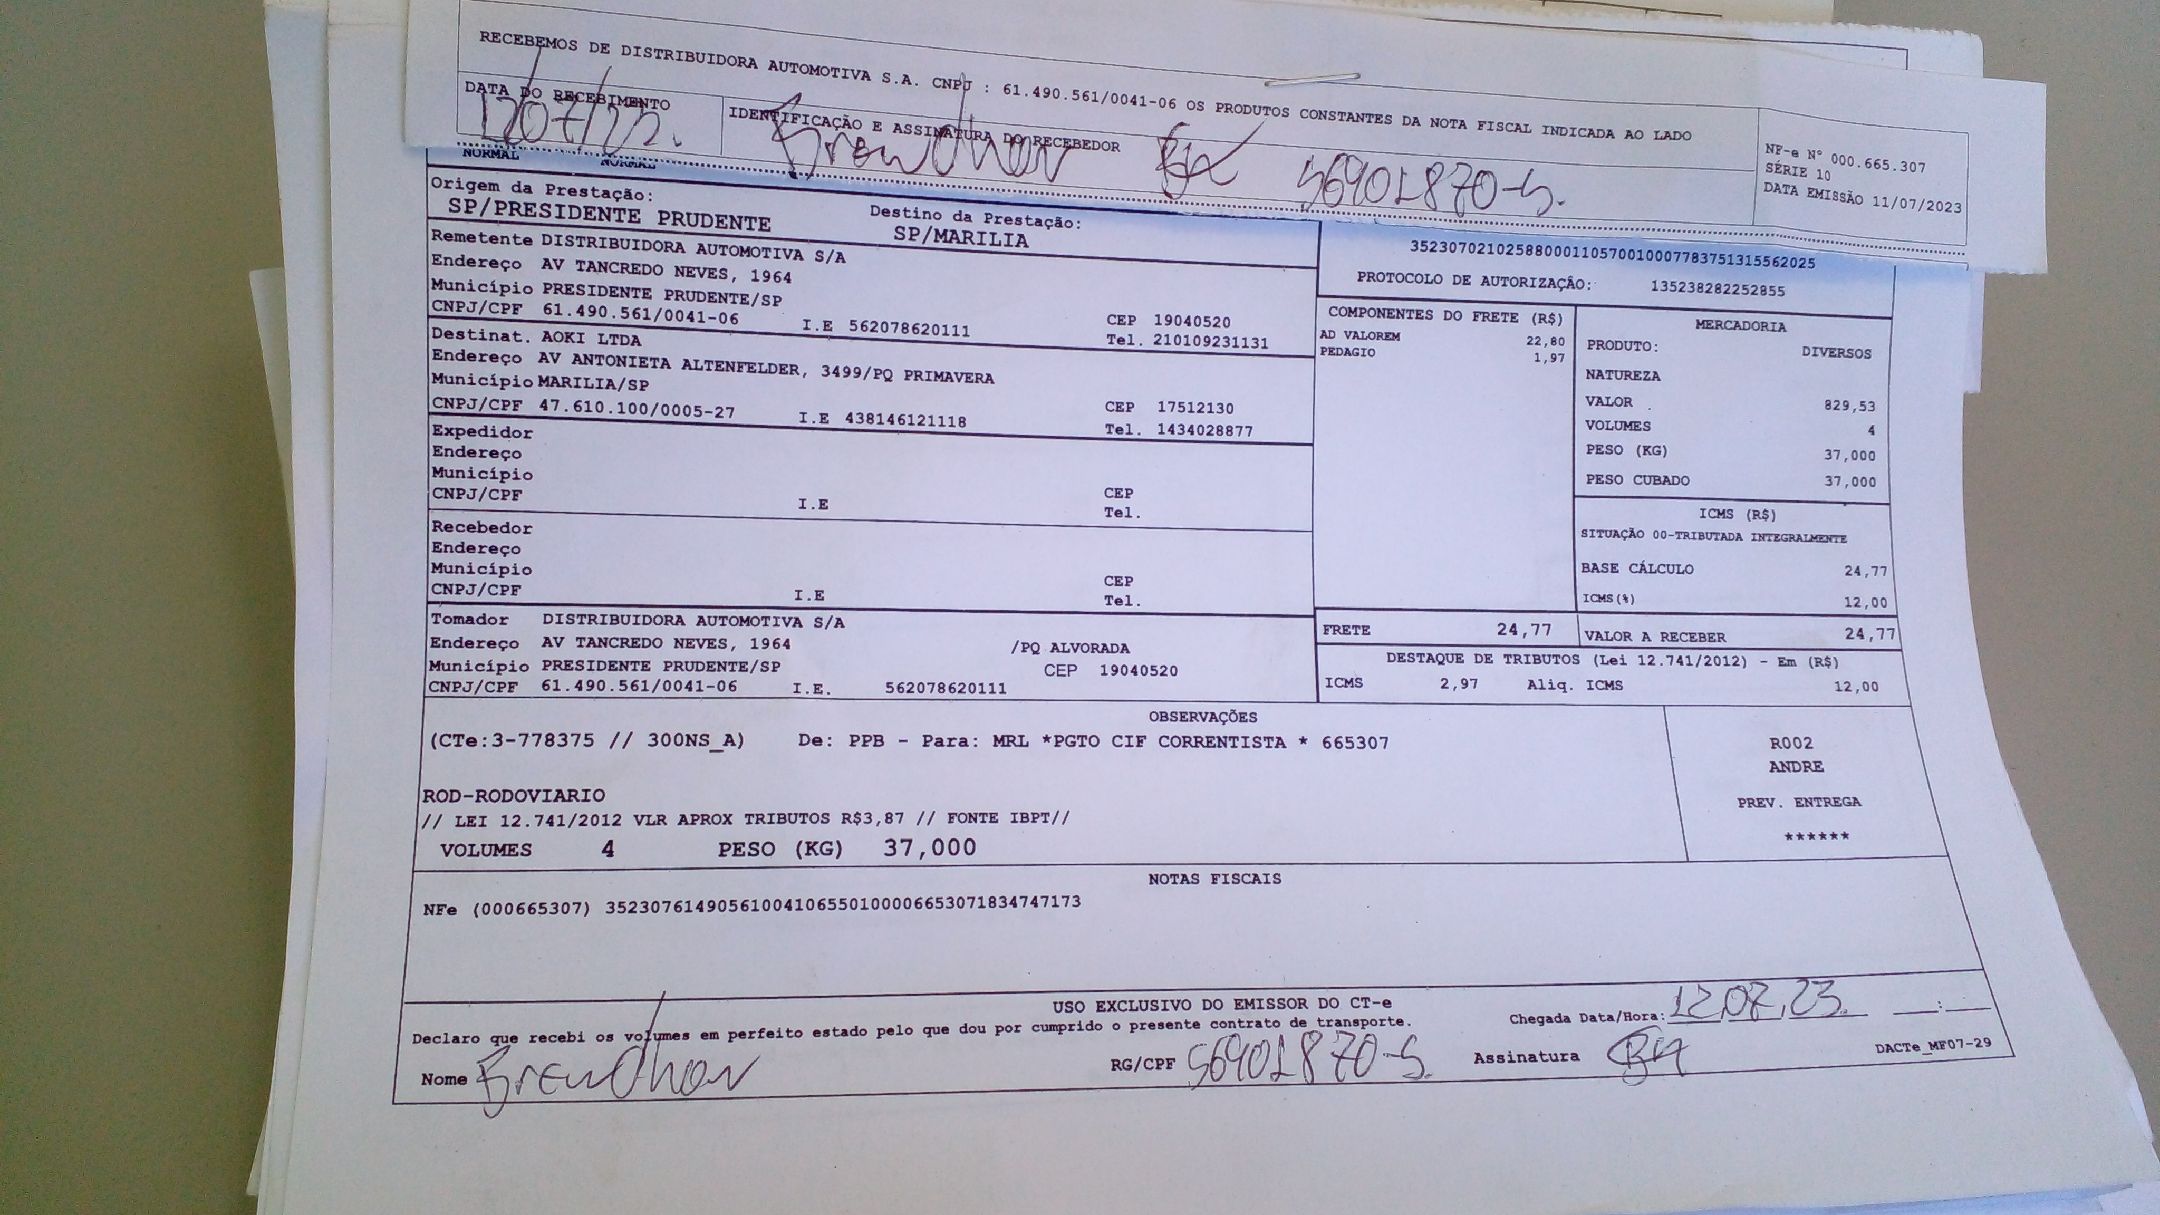 RECEBEMOS DE DISTRIBUIDORA AUTOMOTIVA S.A. CNPJ : 61.490.561/0041-06 OS PRODUTOS CONSTANTES DA NOTA FISCAL INDICADA AO LADO
DATA DO RECEBIMENTO
12/07/23.
IDENTIFICAÇÃO E ASSINATURA DO RECEBEDOR
56901870-5.
NF-e N° 000.665.307
SÉRIE 10
DATA EMISSÃO 11/07/2023
NORMAL NORMAL
Origem da Prestação:
SP/PRESIDENTE PRUDENTE
Destino da Prestação:
SP/MARILIA
Remetente DISTRIBUIDORA AUTOMOTIVA S/A
Endereço AV TANCREDO NEVES, 1964
Município PRESIDENTE PRUDENTE/SP
CNPJ/CPF 61.490.561/0041-06 I.E 562078620111
CEP 19040520
Tel. 210109231131
Destinat. AOKI LTDA
Endereço AV ANTONIETA ALTENFELDER, 3499/PQ PRIMAVERA
Município MARILIA/SP
CNPJ/CPF 47.610.100/0005-27 I.E 438146121118
CEP 17512130
Tel. 1434028877
Expedidor
Endereço
Município
CNPJ/CPF I.E
CEP
Tel.
Recebedor
Endereço
Município
CNPJ/CPF I.E
CEP
Tel.
Tomador DISTRIBUIDORA AUTOMOTIVA S/A
Endereço AV TANCREDO NEVES, 1964 /PQ ALVORADA
Município PRESIDENTE PRUDENTE/SP CEP 19040520
CNPJ/CPF 61.490.561/0041-06 I.E. 562078620111
35230702102588000110570010007783751315562025
PROTOCOLO DE AUTORIZAÇÃO: 135238282252855
COMPONENTES DO FRETE (R$)
AD VALOREM 22,80
PEDAGIO 1,97
MERCADORIA
PRODUTO: DIVERSOS
NATUREZA
VALOR . 829,53
VOLUMES 4
PESO (KG) 37,000
PESO CUBADO 37,000
ICMS (R$)
SITUAÇÃO 00-TRIBUTADA INTEGRALMENTE
BASE CÁLCULO 24,77
ICMS(%) 12,00
FRETE 24,77
VALOR A RECEBER 24,77
DESTAQUE DE TRIBUTOS (Lei 12.741/2012) - Em (R$)
ICMS 2,97 Aliq. ICMS 12,00
OBSERVAÇÕES
(CTe:3-778375 // 300NS_A) De: PPB - Para: MRL *PGTO CIF CORRENTISTA * 665307
ROD-RODOVIARIO
// LEI 12.741/2012 VLR APROX TRIBUTOS R$3,87 // FONTE IBPT//
VOLUMES 4 PESO (KG) 37,000
R002
ANDRE
PREV. ENTREGA
******
NOTAS FISCAIS
NFe (000665307) 35230761490561004106550100006653071834747173
USO EXCLUSIVO DO EMISSOR DO CT-e
Declaro que recebi os volumes em perfeito estado pelo que dou por cumprido o presente contrato de transporte.
Chegada Data/Hora: 12,07,23. __:__
Nome
RG/CPF 56901870-5.
Assinatura
DACTe_MF07-29